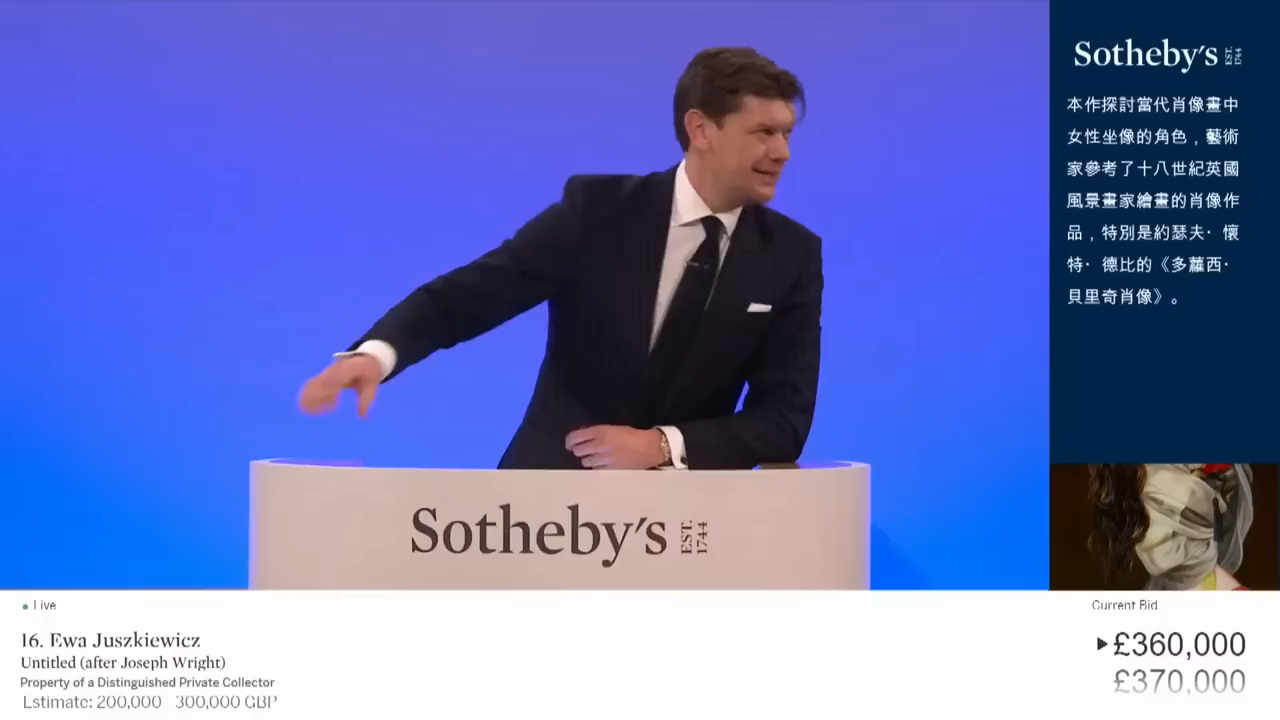 Sotheby's EST. 1744
本作探討當代肖像畫中
女性坐像的角色，藝術
家參考了十八世紀英國
風景畫家繪畫的肖像作
品，特別是約瑟夫·懷
特·德比的《多蘿西·
貝里奇肖像》。
Sotheby's EST. 1744
Live
16. Ewa Juszkiewicz
Untitled (after Joseph Wright)
Property of a Distinguished Private Collector
Estimate: 200,000 300,000 GBP
Current Bid
£360,000
£370,000